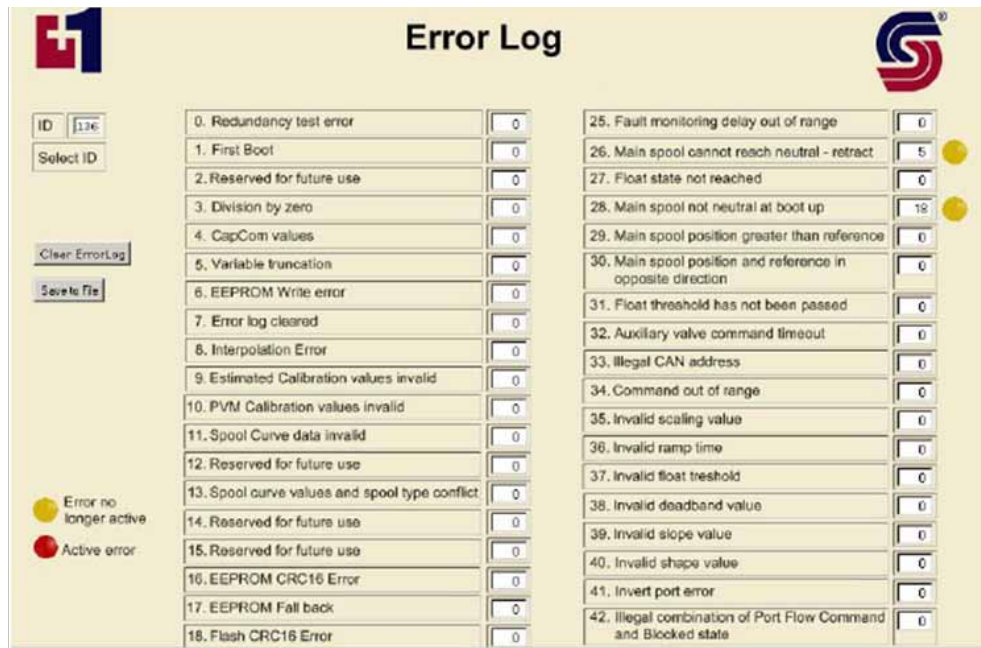 Error Log
®
ID 136
Select ID
Clear ErrorLog
Save to File
Error no
longer active
Active error
0. Redundancy test error 0
1. First Boot 0
2. Reserved for future use 0
3. Division by zero 0
4. CapCom values 0
5. Variable truncation 0
6. EEPROM Write error 0
7. Error log cleared 0
8. Interpolation Error 0
9. Estimated Calibration values invalid 0
10. PVM Calibration values invalid 0
11. Spool Curve data invalid 0
12. Reserved for future use 0
13. Spool curve values and spool type conflict 0
14. Reserved for future use 0
15. Reserved for future use 0
16. EEPROM CRC16 Error 0
17. EEPROM Fall back 0
18. Flash CRC16 Error 0
25. Fault monitoring delay out of range 0
26. Main spool cannot reach neutral - retract 5
27. Float state not reached 0
28. Main spool not neutral at boot up 18
29. Main spool position greater than reference 0
30. Main spool position and reference in 0
opposite direction
31. Float threshold has not been passed 0
32. Auxiliary valve command timeout 0
33. Illegal CAN address 0
34. Command out of range 0
35. Invalid scaling value 0
36. Invalid ramp time 0
37. Invalid float treshold 0
38. Invalid deadband value 0
39. Invalid slope value 0
40. Invalid shape value 0
41. Invert port error 0
42. Illegal combination of Port Flow Command 0
and Blocked state